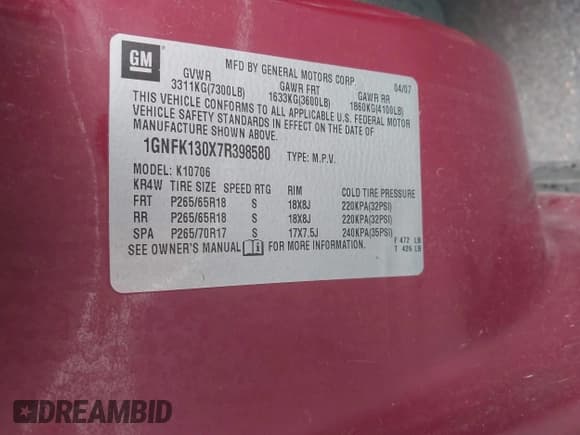 GM
MFD BY GENERAL MOTORS CORP
04/07
GVWR GAWR FRT GAWR RR
3311KG(7300LB) 1633KG(3600LB) 1860KG(4100LB)
THIS VEHICLE CONFORMS TO ALL APPLICABLE U.S. FEDERAL MOTOR
VEHICLE SAFETY STANDARDS IN EFFECT ON THE DATE OF
MANUFACTURE SHOWN ABOVE.
1GNFK130X7R398580 TYPE: M.P.V.
MODEL: K10706
KR4W TIRE SIZE SPEED RTG RIM COLD TIRE PRESSURE
FRT P265/65R18 S 18X8J 220KPA(32PSI)
RR P265/65R18 S 18X8J 220KPA(32PSI)
SPA P265/70R17 S 17X7.5J 240KPA(35PSI)
SEE OWNER'S MANUAL FOR MORE INFORMATION.
F 472 LB
T 426 LB
DREAMBID